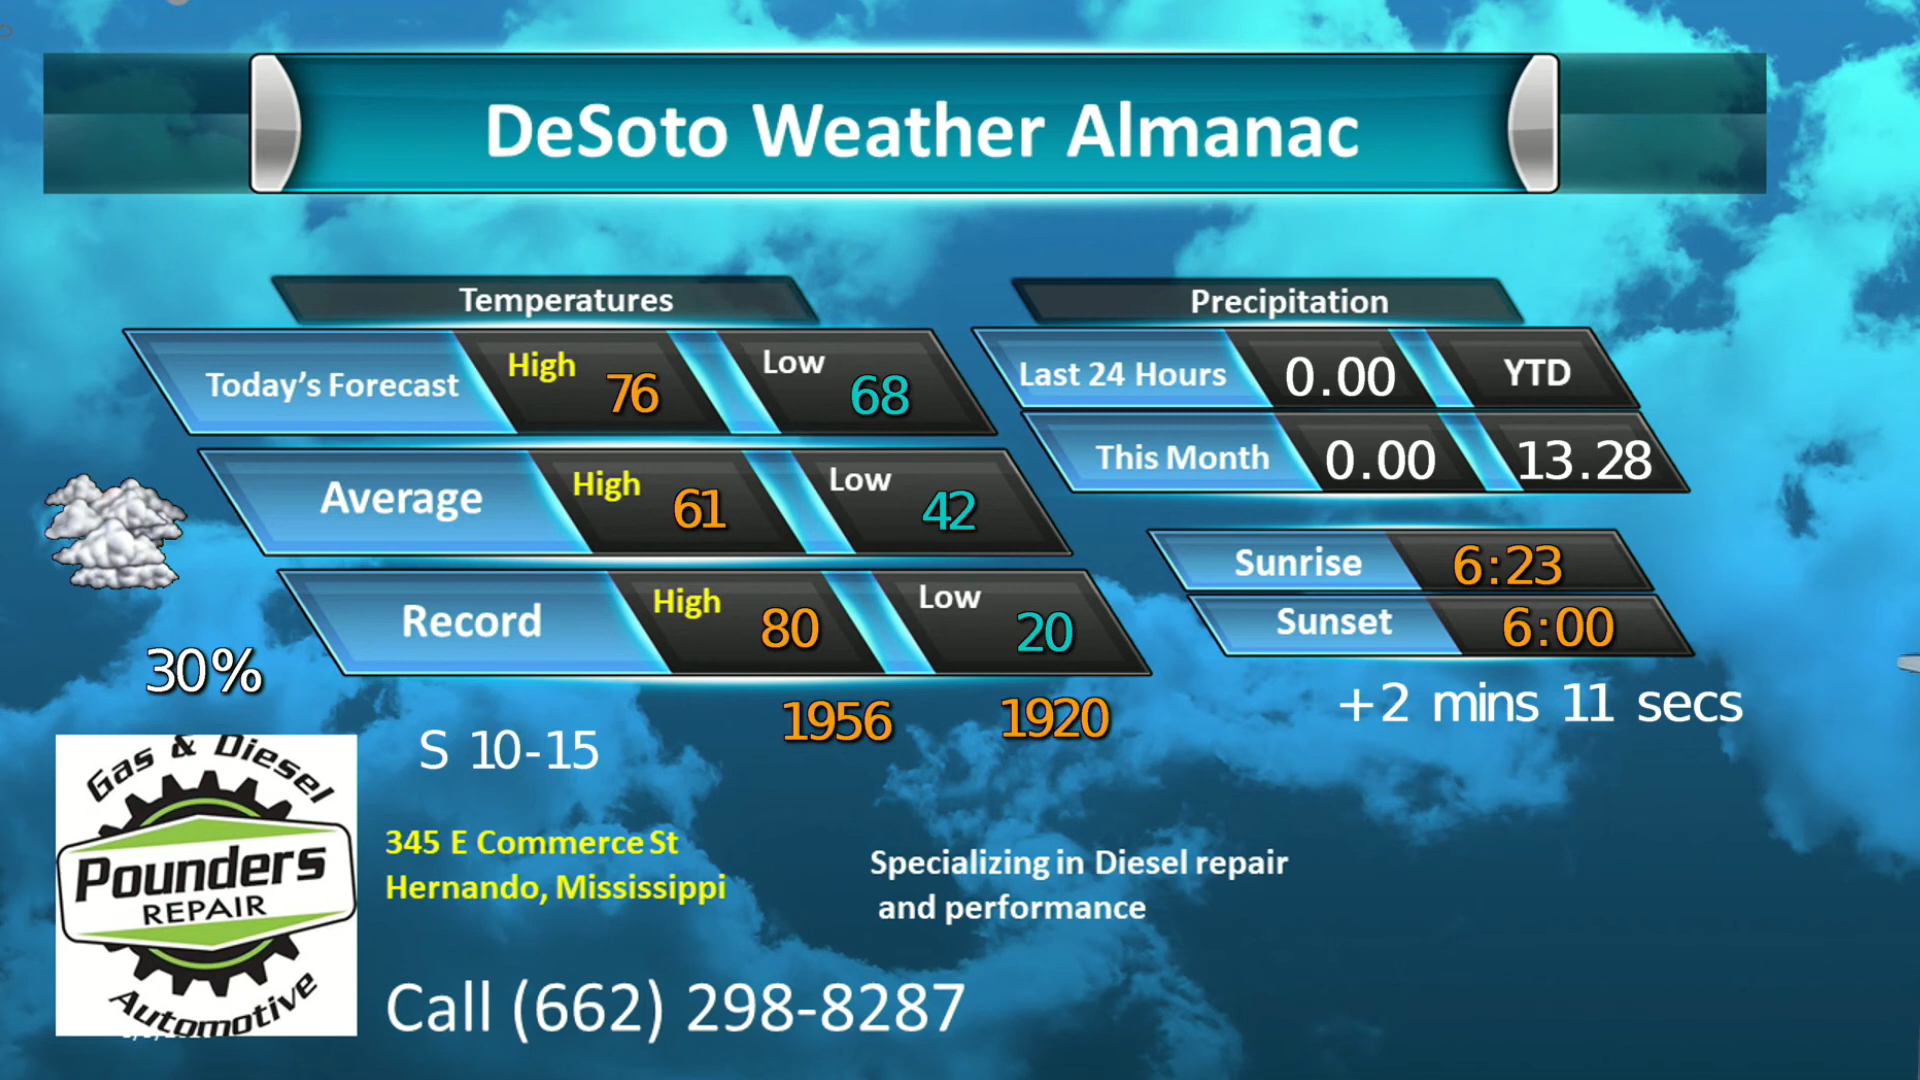 DeSoto Weather Almanac
Temperatures
Today's Forecast High 76 Low 68
Average High 61 Low 42
Record High 80 Low 20
1956 1920
Precipitation
Last 24 Hours 0.00 YTD
This Month 0.00 13.28
Sunrise 6:23
Sunset 6:00
+2 mins 11 secs
30%
S 10-15
Gas & Diesel
Pounders
REPAIR
Automotive
345 E Commerce St
Hernando, Mississippi
Specializing in Diesel repair
and performance
Call (662) 298-8287